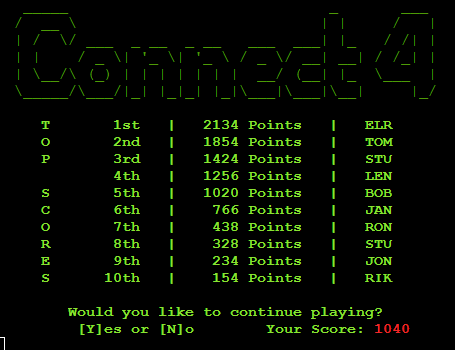 Connect 4
T 1st | 2134 Points | ELR
O 2nd | 1854 Points | TOM
P 3rd | 1424 Points | STU
4th | 1256 Points | LEN
S 5th | 1020 Points | BOB
C 6th | 766 Points | JAN
O 7th | 438 Points | RON
R 8th | 328 Points | STU
E 9th | 234 Points | JON
S 10th | 154 Points | RIK
Would you like to continue playing?
[Y]es or [N]o Your Score: 1040